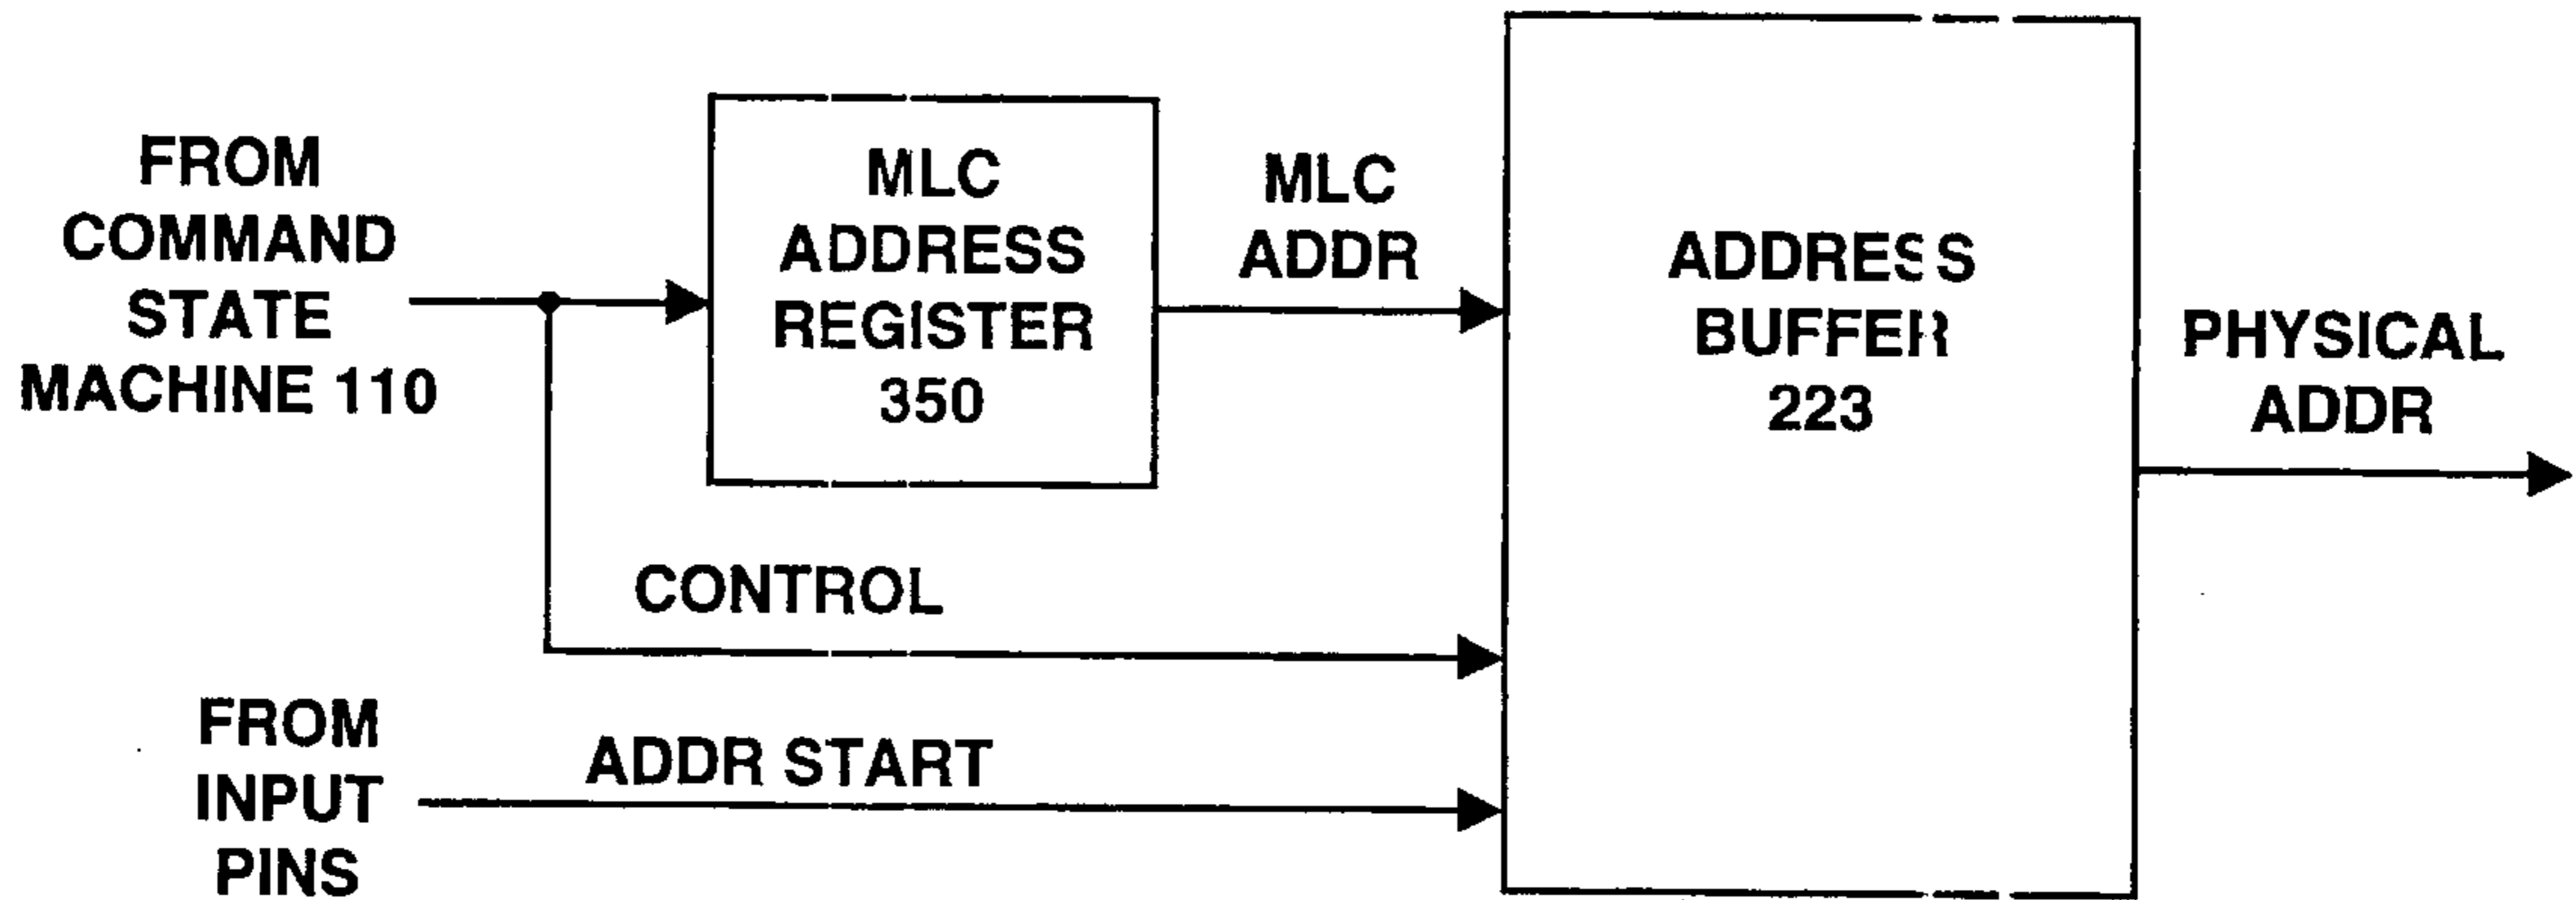 FROM
COMMAND
STATE
MACHINE 110
MLC
ADDRESS
REGISTER
350
MLC
ADDR
ADDRESS
BUFFER
223
PHYSICAL
ADDR
CONTROL
FROM
INPUT
PINS
ADDR START